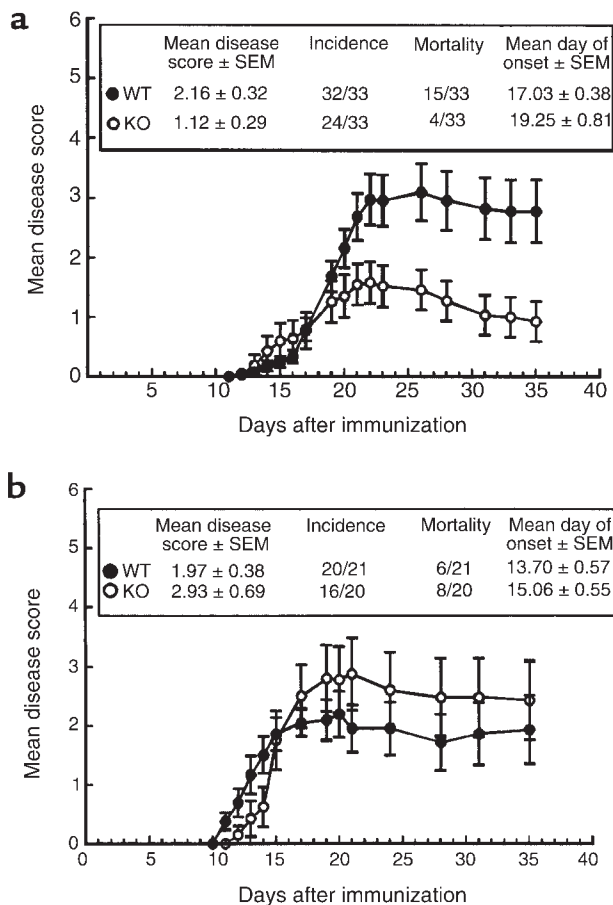 a
6
5
4
3
2
1
0
Mean disease score
Mean disease score ± SEM Incidence Mortality Mean day of onset ± SEM
WT 2.16 ± 0.32 32/33 15/33 17.03 ± 0.38
KO 1.12 ± 0.29 24/33 4/33 19.25 ± 0.81
5 10 15 20 25 30 35 40
Days after immunization
b
6
5
4
3
2
1
0
Mean disease score
Mean disease score ± SEM Incidence Mortality Mean day of onset ± SEM
WT 1.97 ± 0.38 20/21 6/21 13.70 ± 0.57
KO 2.93 ± 0.69 16/20 8/20 15.06 ± 0.55
0 5 10 15 20 25 30 35 40
Days after immunization